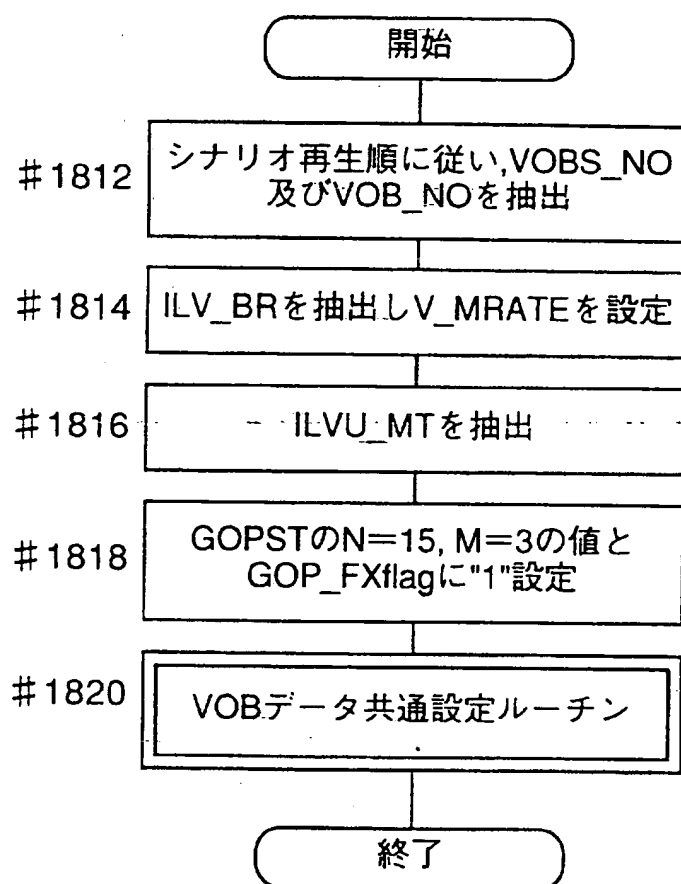 開始
#1812
シナリオ再生順に従い,VOBS_NO
及びVOB_NOを抽出
#1814
ILV_BRを抽出しV_MRATEを設定
#1816
ILVU_MTを抽出
#1818
GOPSTのN=15, M=3の値と
GOP_FXflagに"1"設定
#1820
VOBデータ共通設定ルーチン
終了